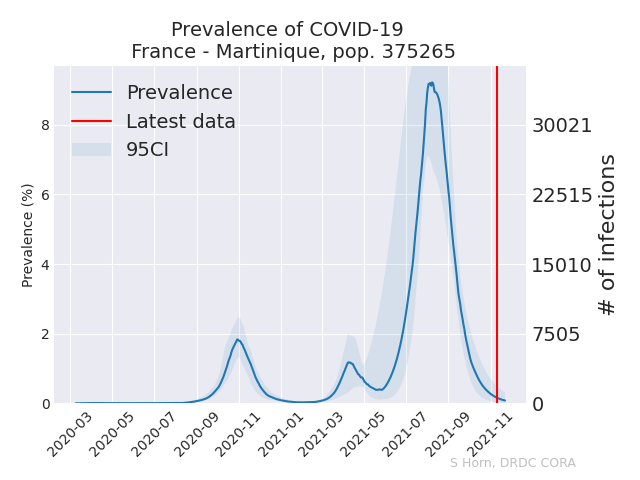 Prevalence of COVID-19
France - Martinique, pop. 375265
Prevalence
Latest data
95CI
Prevalence (%)
8
6
4
2
0
30021
22515
15010
7505
0
# of infections
2020-03
2020-05
2020-07
2020-09
2020-11
2021-01
2021-03
2021-05
2021-07
2021-09
2021-11
S Horn, DRDC CORA